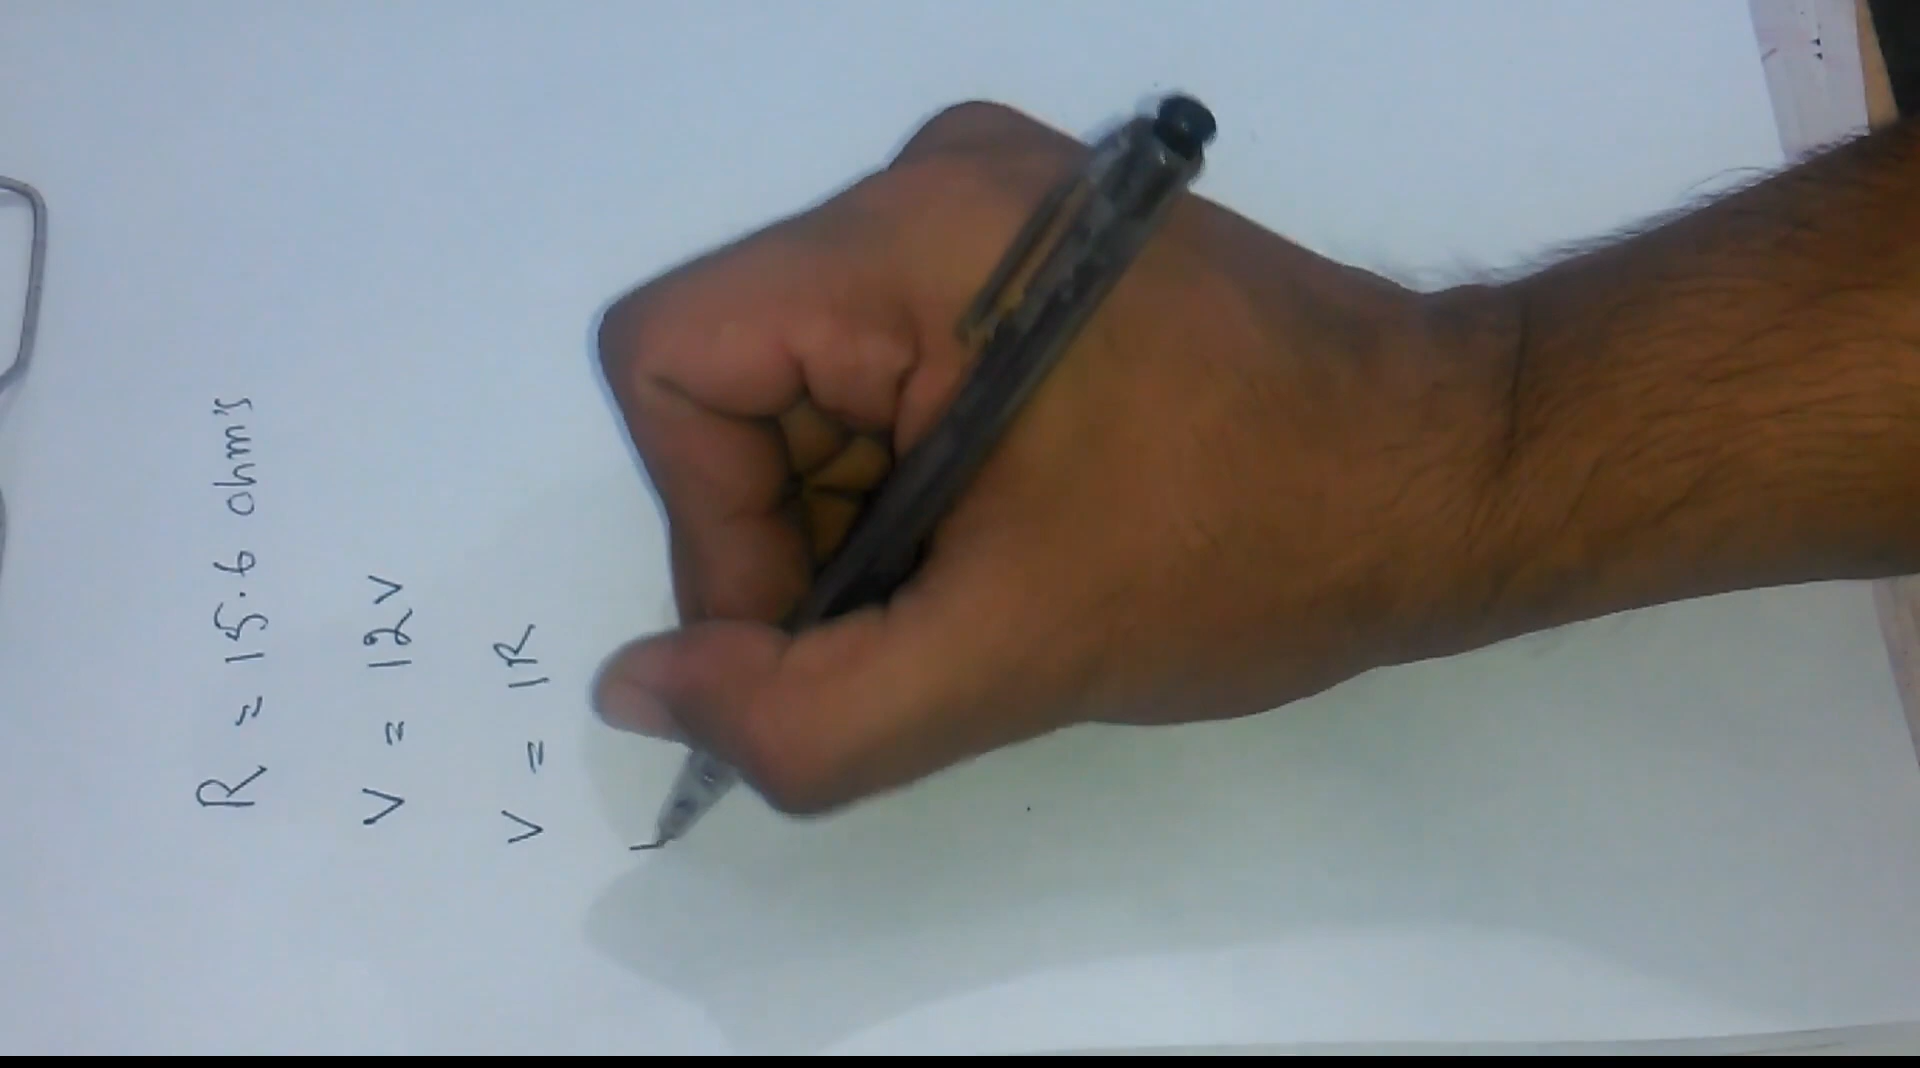 R = 15.6 ohm's
V = 12V
V = IR